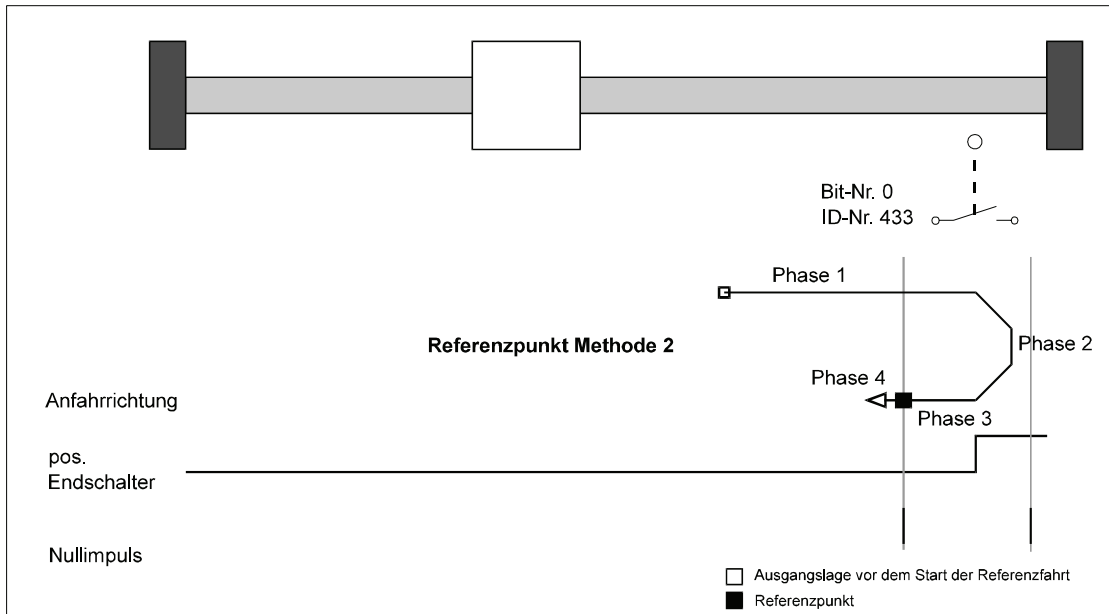 Bit-Nr. 0
ID-Nr. 433
Phase 1
Referenzpunkt Methode 2
Phase 2
Phase 4
Anfahrrichtung
Phase 3
pos.
Endschalter
Nullimpuls
Ausgangslage vor dem Start der Referenzfahrt
Referenzpunkt